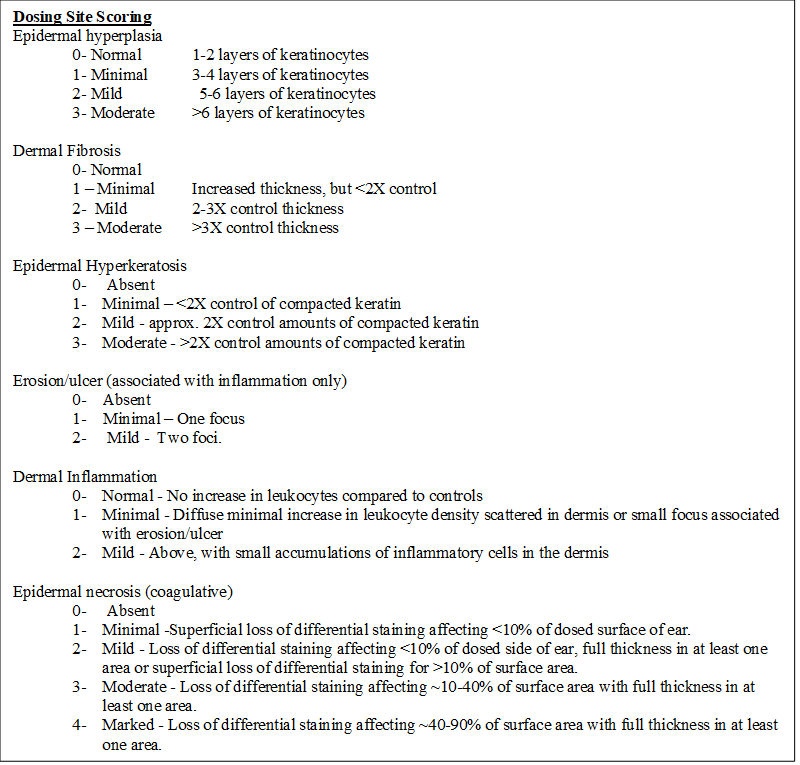 Dosing Site Scoring
Epidermal hyperplasia
0- Normal 1-2 layers of keratinocytes
1- Minimal 3-4 layers of keratinocytes
2- Mild 5-6 layers of keratinocytes
3- Moderate >6 layers of keratinocytes
Dermal Fibrosis
0- Normal
1 – Minimal Increased thickness, but <2X control
2- Mild 2-3X control thickness
3 – Moderate >3X control thickness
Epidermal Hyperkeratosis
0- Absent
1- Minimal – <2X control of compacted keratin
2- Mild - approx. 2X control amounts of compacted keratin
3- Moderate - >2X control amounts of compacted keratin
Erosion/ulcer (associated with inflammation only)
0- Absent
1- Minimal – One focus
2- Mild - Two foci.
Dermal Inflammation
0- Normal - No increase in leukocytes compared to controls
1- Minimal - Diffuse minimal increase in leukocyte density scattered in dermis or small focus associated
with erosion/ulcer
2- Mild - Above, with small accumulations of inflammatory cells in the dermis
Epidermal necrosis (coagulative)
0- Absent
1- Minimal -Superficial loss of differential staining affecting <10% of dosed surface of ear.
2- Mild - Loss of differential staining affecting <10% of dosed side of ear, full thickness in at least one
area or superficial loss of differential staining for >10% of surface area.
3- Moderate - Loss of differential staining affecting ~10-40% of surface area with full thickness in at
least one area.
4- Marked - Loss of differential staining affecting ~40-90% of surface area with full thickness in at least
one area.